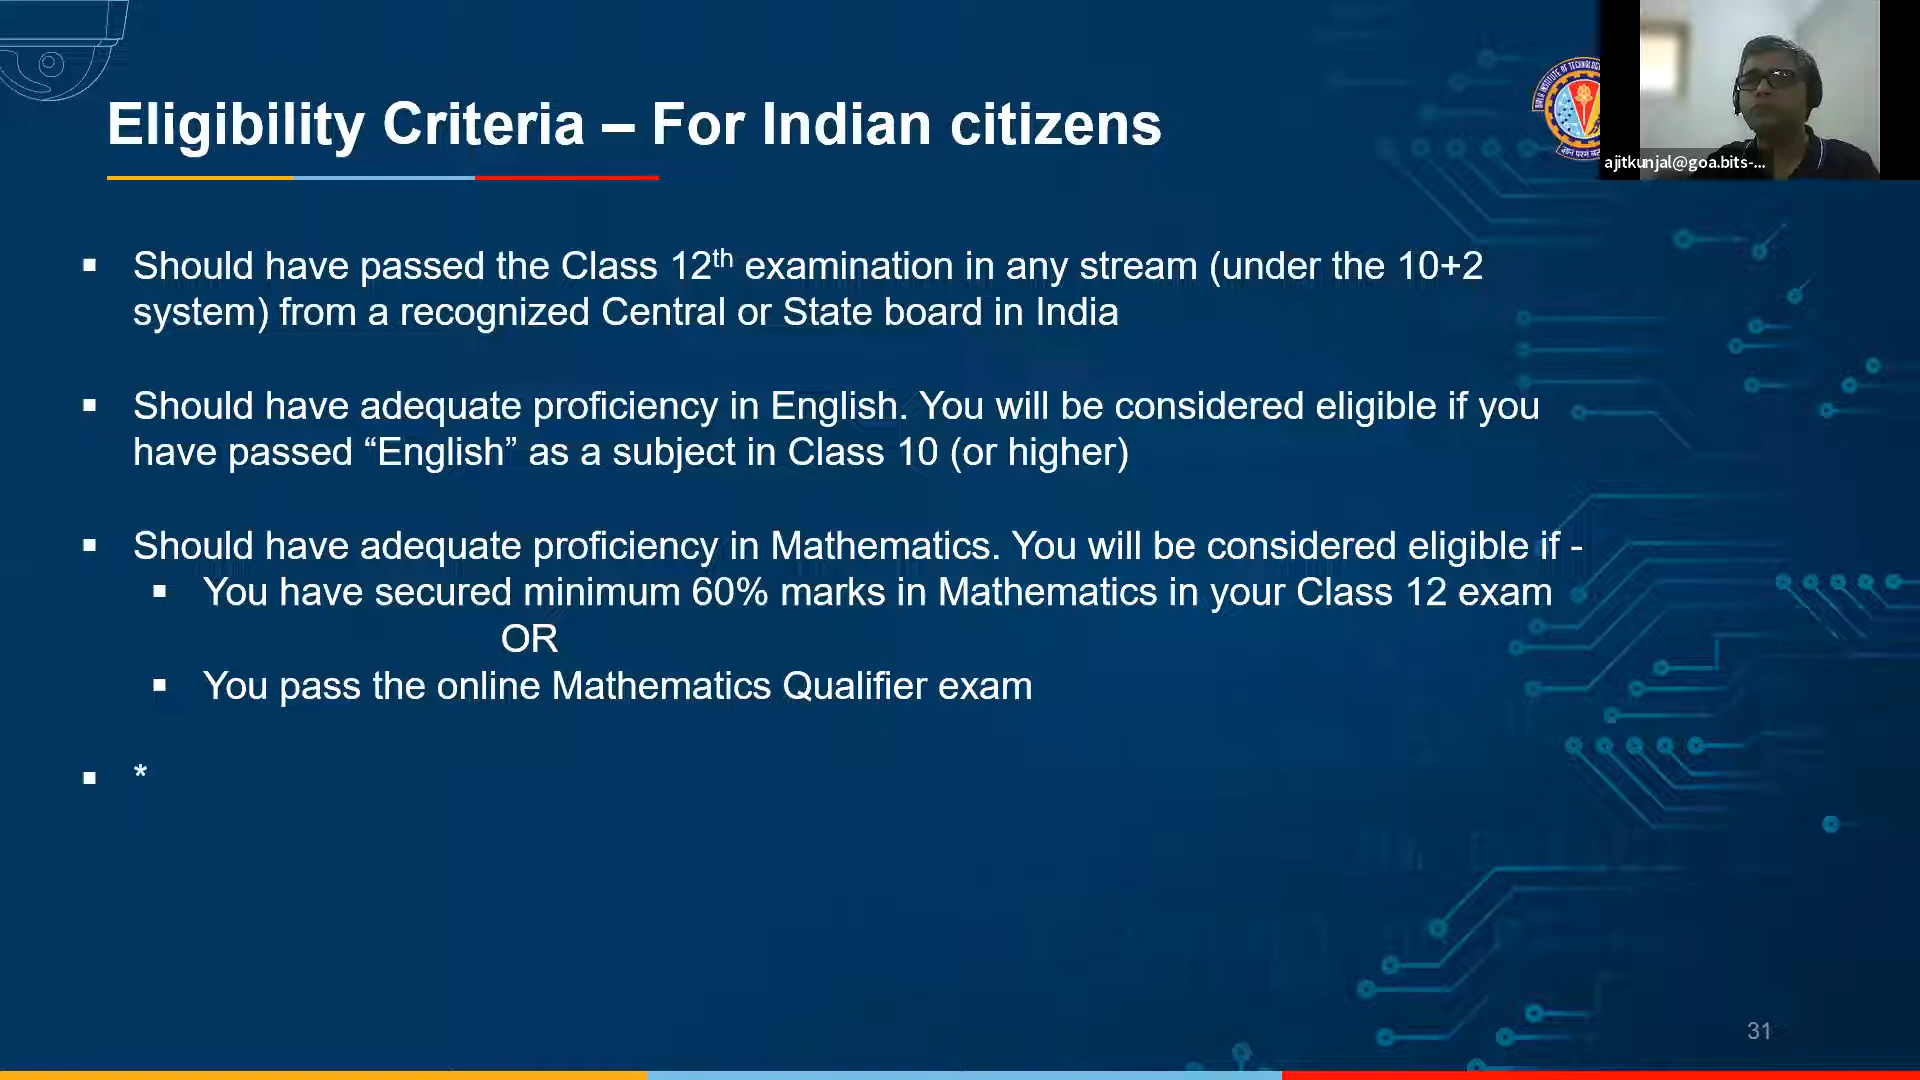 Eligibility Criteria – For Indian citizens
ajitkunjal@goa.bits-...
▪ Should have passed the Class 12th examination in any stream (under the 10+2
system) from a recognized Central or State board in India
▪ Should have adequate proficiency in English. You will be considered eligible if you
have passed “English” as a subject in Class 10 (or higher)
▪ Should have adequate proficiency in Mathematics. You will be considered eligible if -
▪ You have secured minimum 60% marks in Mathematics in your Class 12 exam
OR
▪ You pass the online Mathematics Qualifier exam
▪ *
31